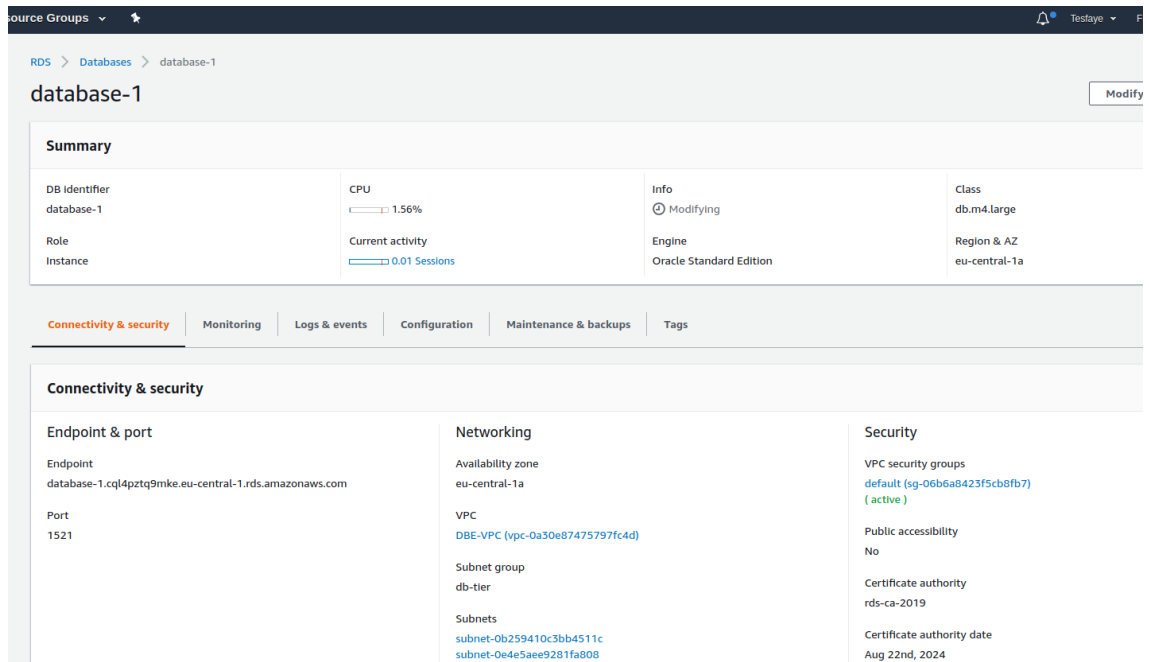 source Groups
Tesfaye
F
RDS > Databases > database-1
database-1
Modify
Summary
DB identifier
database-1
CPU
1.56%
Info
Modifying
Class
db.m4.large
Role
Instance
Current activity
0.01 Sessions
Engine
Oracle Standard Edition
Region & AZ
eu-central-1a
Connectivity & security
Monitoring
Logs & events
Configuration
Maintenance & backups
Tags
Connectivity & security
Endpoint & port
Endpoint
database-1.cql4pztq9mke.eu-central-1.rds.amazonaws.com
Port
1521
Networking
Availability zone
eu-central-1a
VPC
DBE-VPC (vpc-0a30e87475797fc4d)
Subnet group
db-tier
Subnets
subnet-0b259410c3bb4511c
subnet-0e4e5aee9281fa808
Security
VPC security groups
default (sg-06b6a8423f5cb8fb7)
( active )
Public accessibility
No
Certificate authority
rds-ca-2019
Certificate authority date
Aug 22nd, 2024